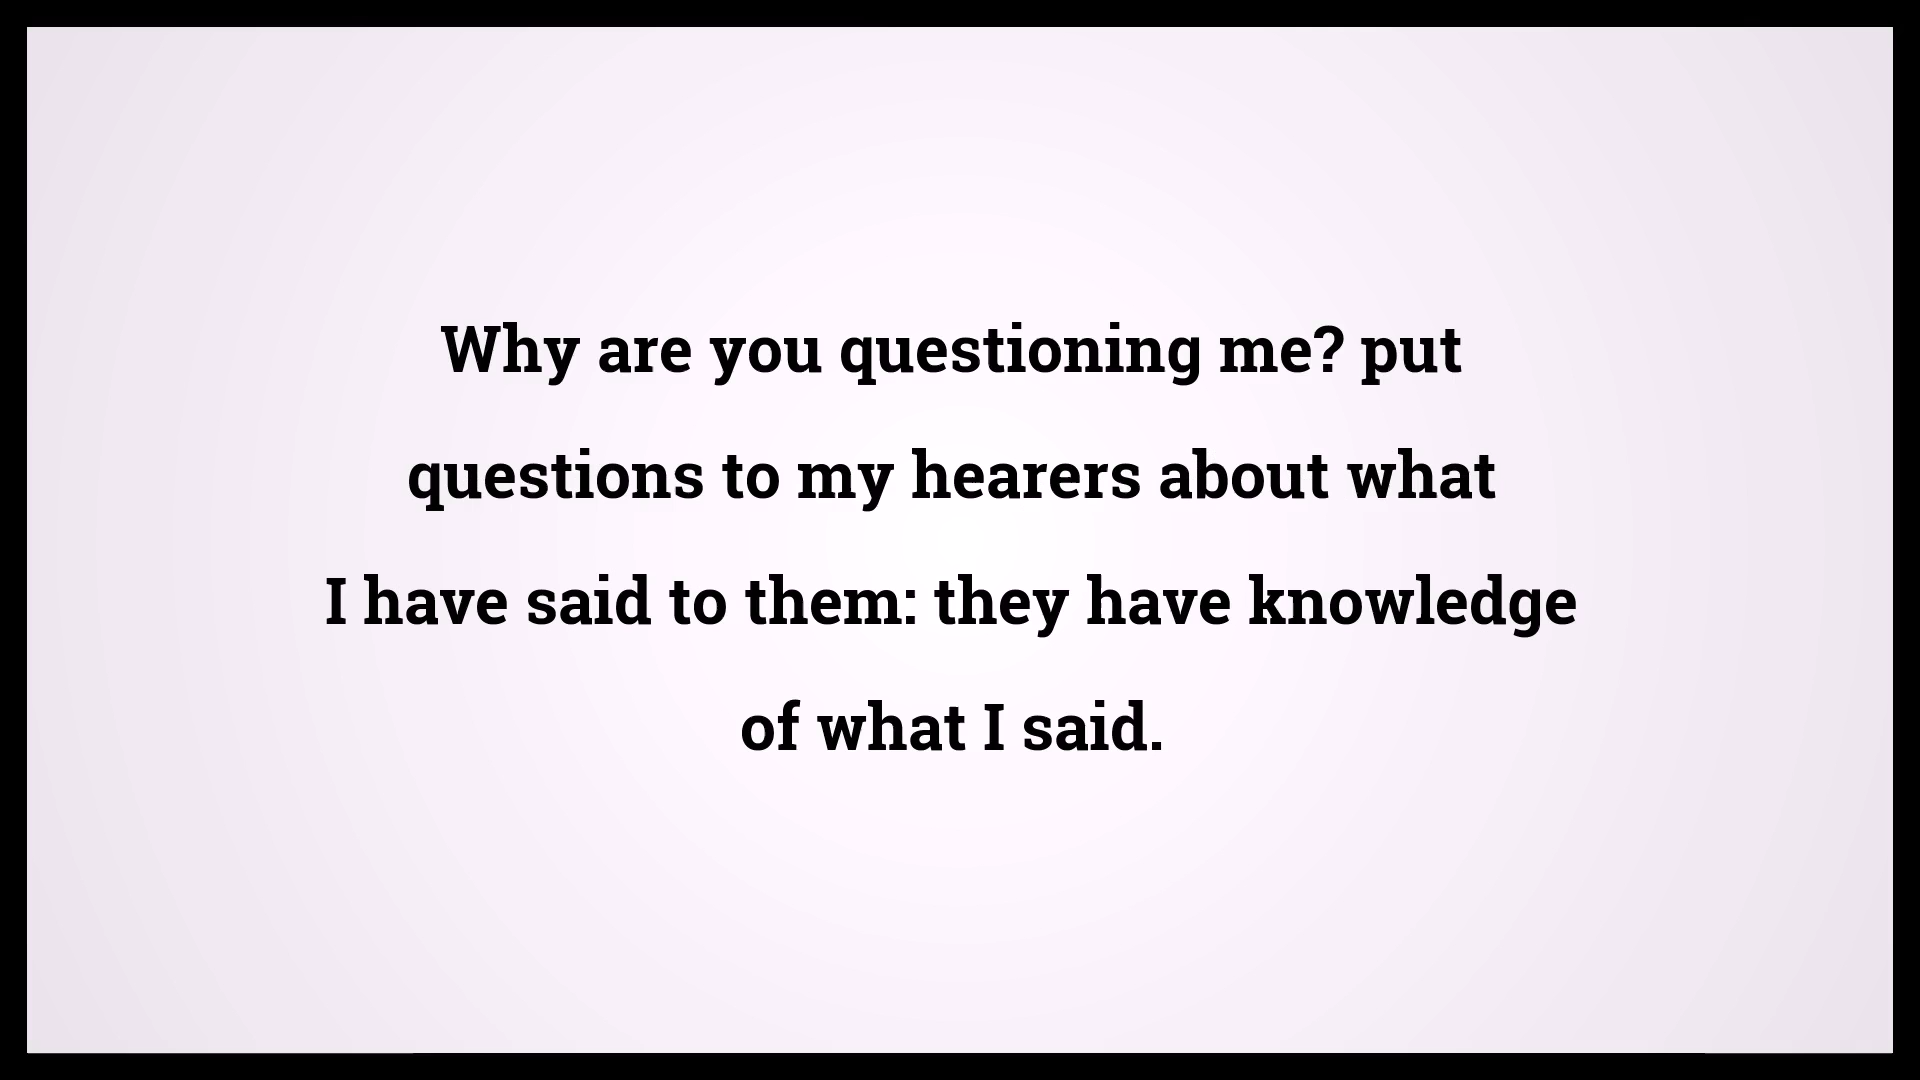 Why are you questioning me? put
questions to my hearers about what
I have said to them: they have knowledge
of what I said.